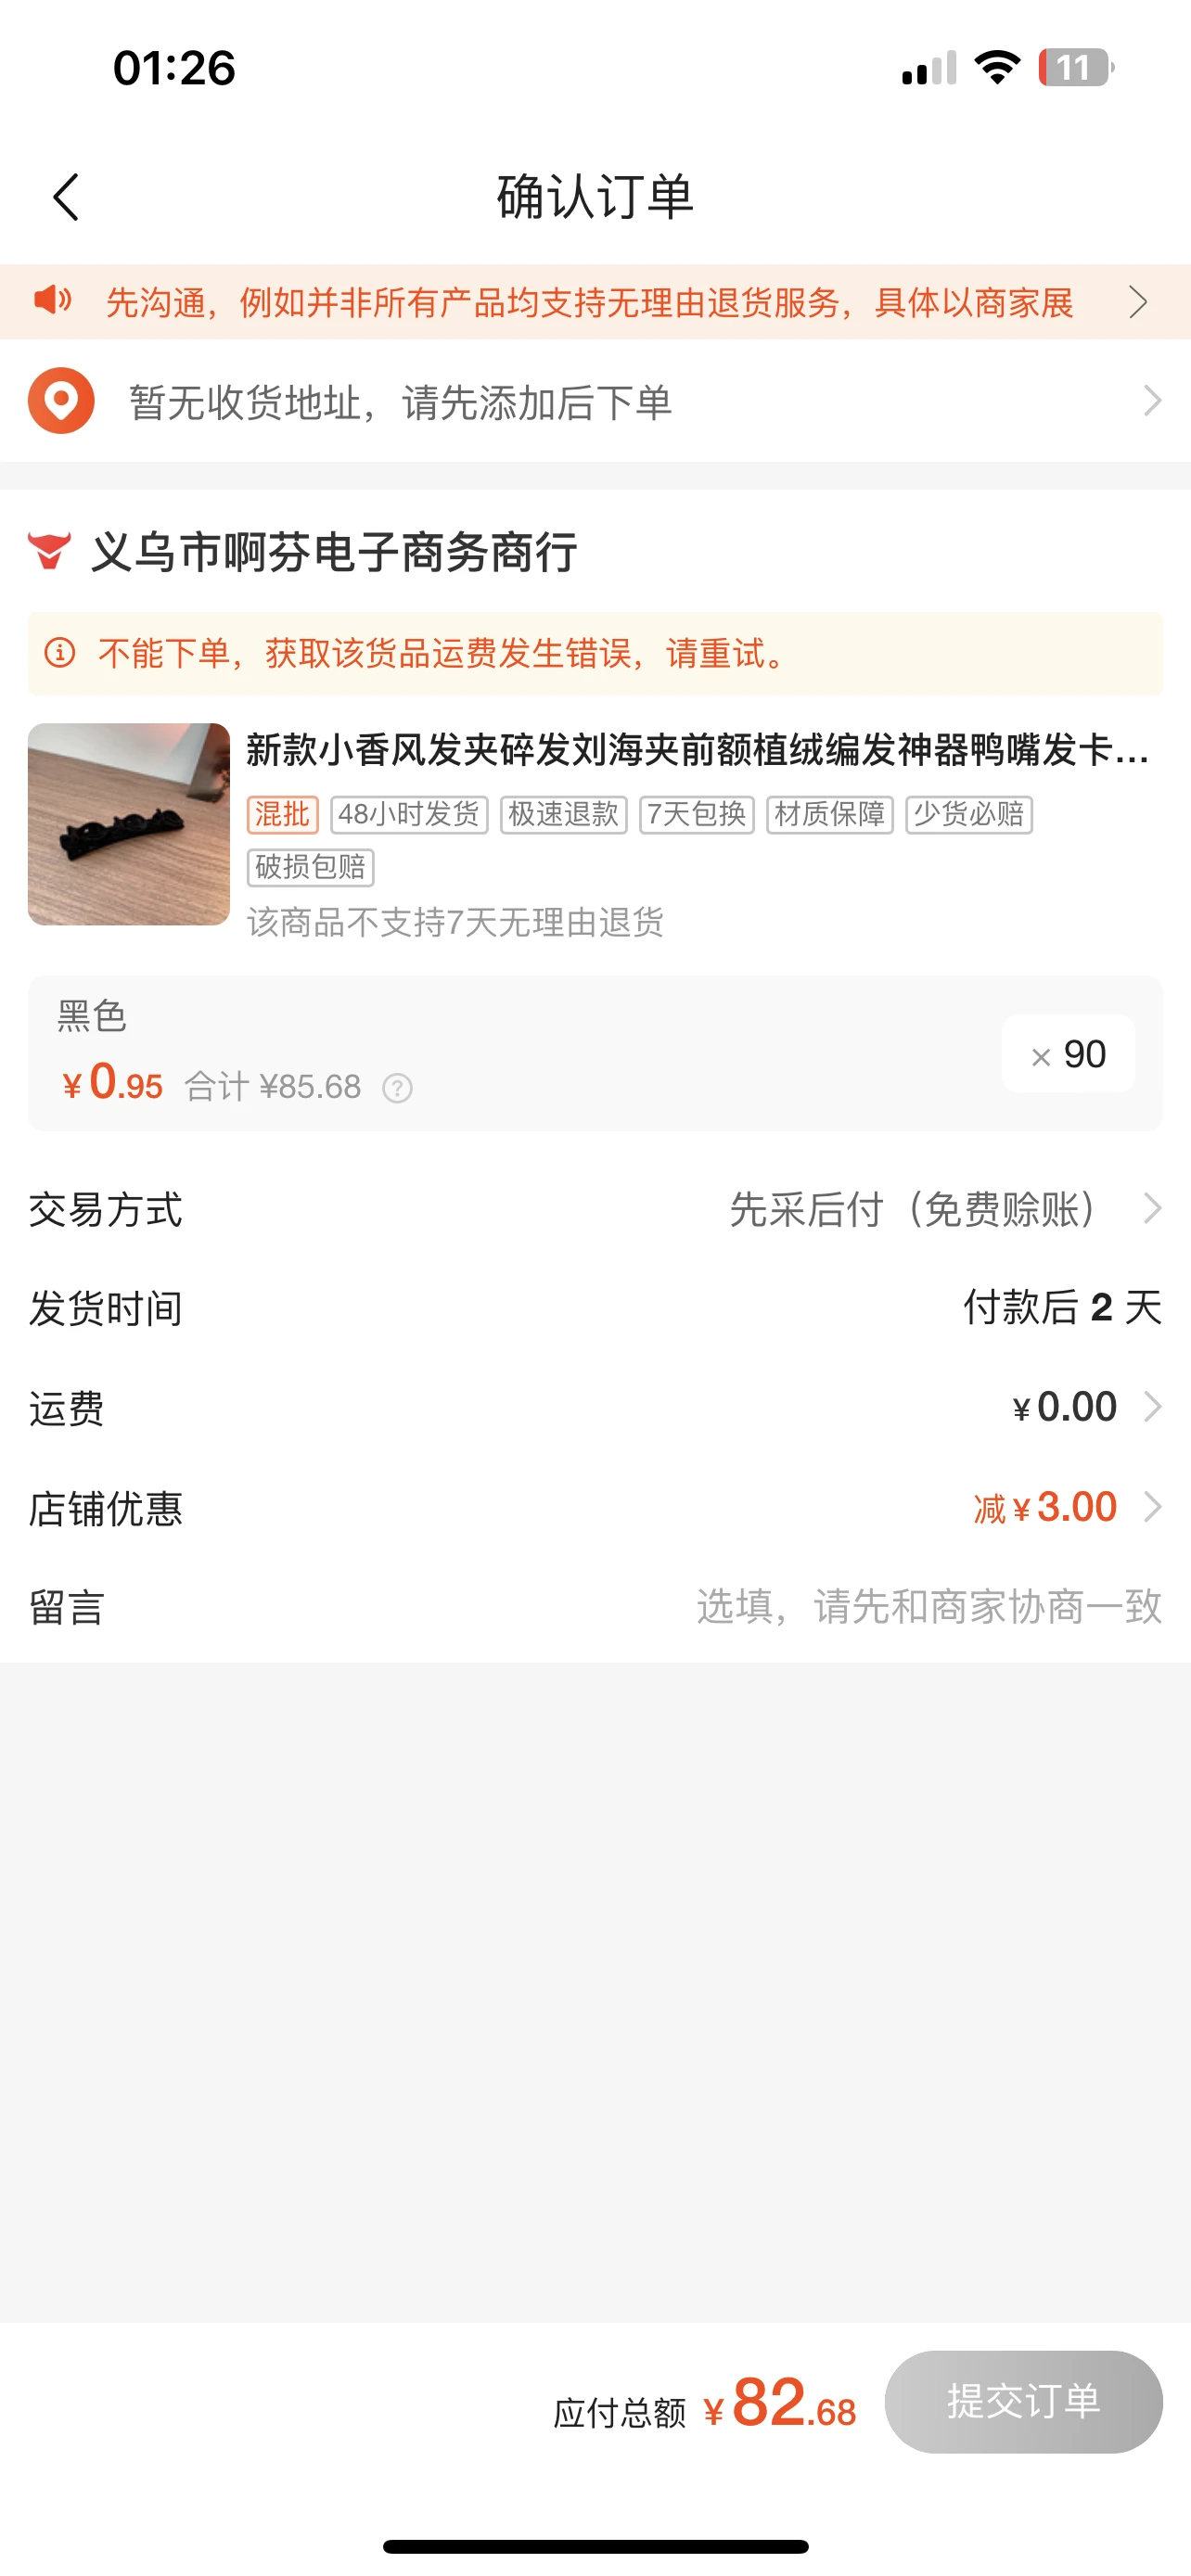 01:26
11
确认订单
先沟通，例如并非所有产品均支持无理由退货服务，具体以商家展
暂无收货地址，请先添加后下单
义乌市啊芬电子商务商行
不能下单，获取该货品运费发生错误，请重试。
新款小香风发夹碎发刘海夹前额植绒编发神器鸭嘴发卡...
混批 48小时发货 极速退款 7天包换 材质保障 少货必赔
破损包赔
该商品不支持7天无理由退货
黑色
¥0.95 合计 ¥85.68 ?
× 90
交易方式 先采后付（免费赊账）
发货时间 付款后 2 天
运费 ¥0.00
店铺优惠 减¥3.00
留言 选填，请先和商家协商一致
应付总额 ¥82.68 提交订单